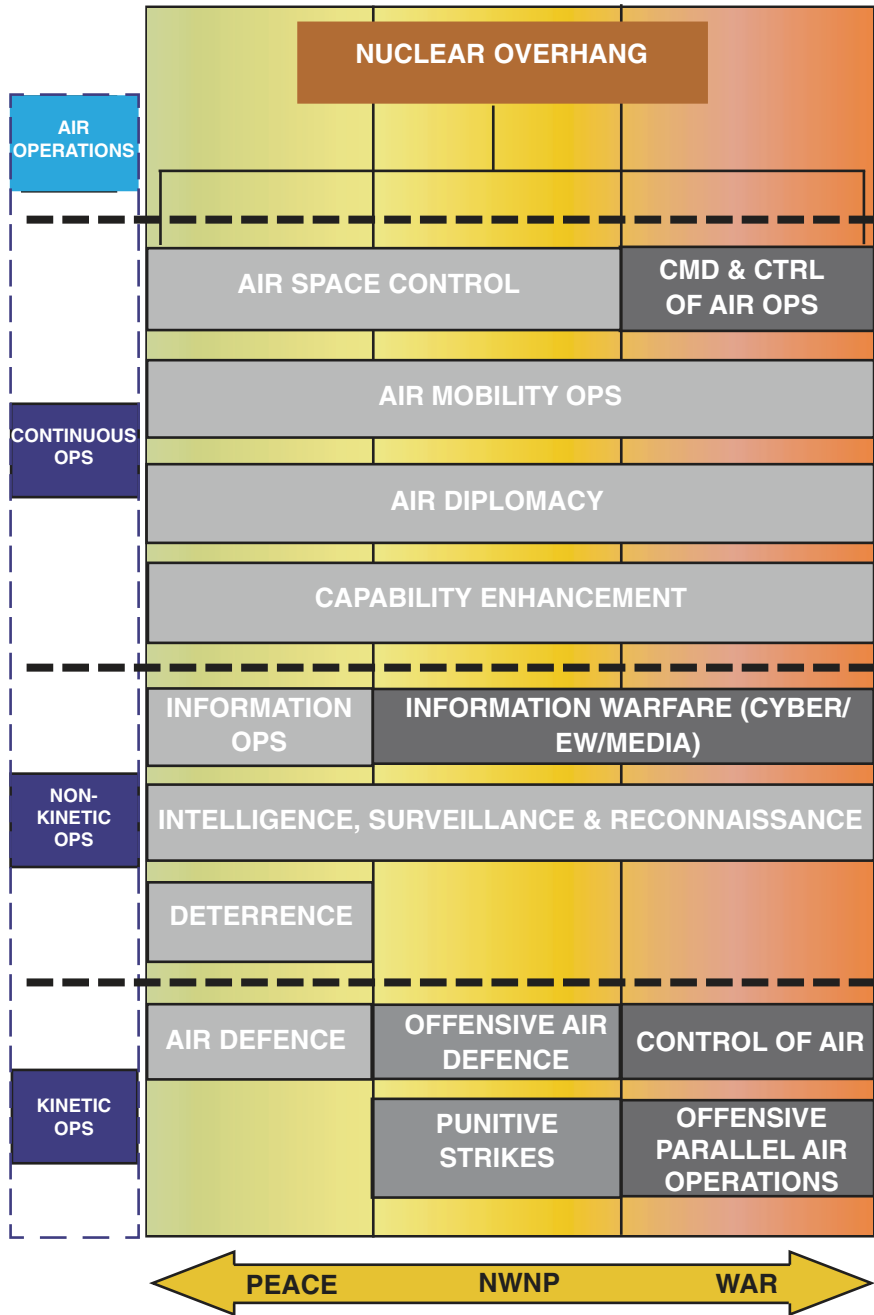 NUCLEAR OVERHANG
AIR
OPERATIONS
AIR SPACE CONTROL
CMD & CTRL
OF AIR OPS
AIR MOBILITY OPS
CONTINUOUS
OPS
AIR DIPLOMACY
CAPABILITY ENHANCEMENT
INFORMATION
OPS
INFORMATION WARFARE (CYBER/
EW/MEDIA)
NON-
KINETIC
OPS
INTELLIGENCE, SURVEILLANCE & RECONNAISSANCE
DETERRENCE
AIR DEFENCE
OFFENSIVE AIR
DEFENCE
CONTROL OF AIR
KINETIC
OPS
PUNITIVE
STRIKES
OFFENSIVE
PARALLEL AIR
OPERATIONS
PEACE NWNP WAR